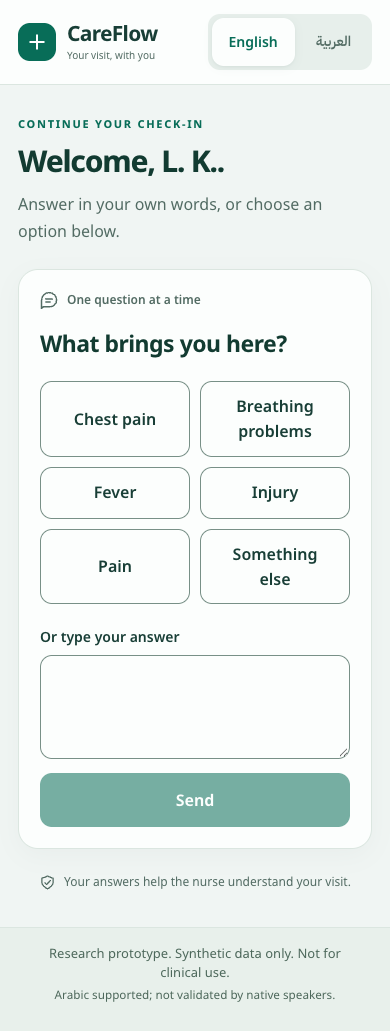 CareFlow
Your visit, with you
English
العربية
CONTINUE YOUR CHECK-IN
Welcome, L. K..
Answer in your own words, or choose an
option below.
One question at a time
What brings you here?
Chest pain
Breathing
problems
Fever
Injury
Pain
Something
else
Or type your answer
Send
Your answers help the nurse understand your visit.
Research prototype. Synthetic data only. Not for
clinical use.
Arabic supported; not validated by native speakers.